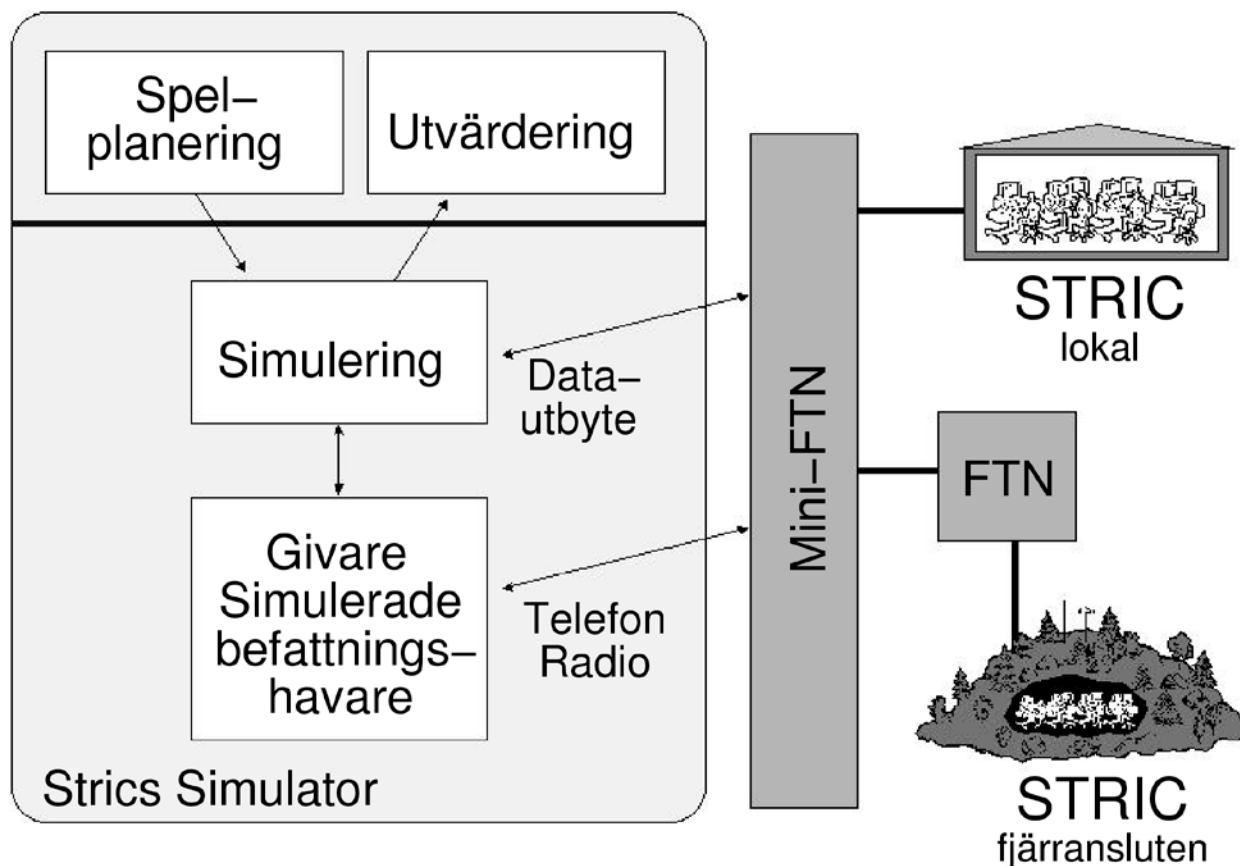 Spel–
planering
Utvärdering
Simulering
Data–
utbyte
Givare
Simulerade
befattnings–
havare
Telefon
Radio
Strics Simulator
Mini–FTN
STRIC
lokal
FTN
STRIC
fjärransluten